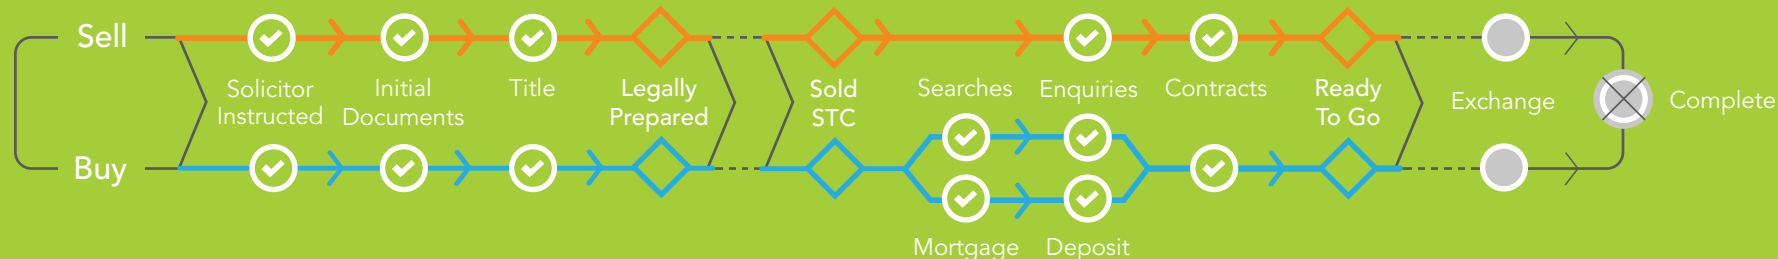 Sell
Solicitor
Instructed
Initial
Documents
Title
Legally
Prepared
Sold
STC
Searches
Enquiries
Contracts
Ready
To Go
Exchange
Complete
Buy
Mortgage
Deposit